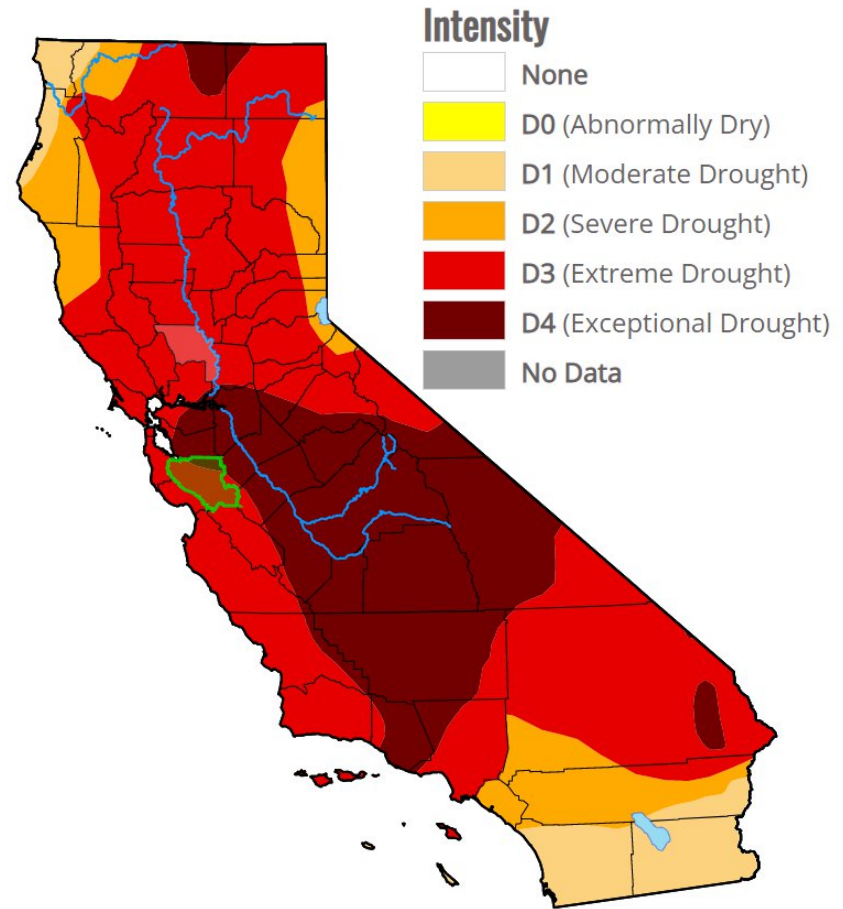 Intensity
None
D0 (Abnormally Dry)
D1 (Moderate Drought)
D2 (Severe Drought)
D3 (Extreme Drought)
D4 (Exceptional Drought)
No Data